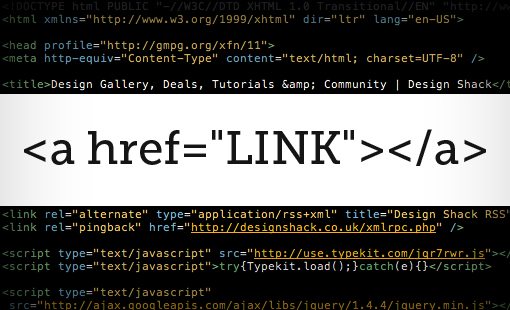 <!DOCTYPE html PUBLIC "-//W3C//DTD XHTML 1.0 Transitional//EN" "http://w
<html xmlns="http://www.w3.org/1999/xhtml" dir="ltr" lang="en-US">
<head profile="http://gmpg.org/xfn/11">
<meta http-equiv="Content-Type" content="text/html; charset=UTF-8" />
<title>Design Gallery, Deals, Tutorials &amp; Community | Design Shack</t
<a href="LINK"></a>
<link rel="alternate" type="application/rss+xml" title="Design Shack RSS"
<link rel="pingback" href="http://designshack.co.uk/xmlrpc.php" />
<script type="text/javascript" src="http://use.typekit.com/jgr7rwr.js"></
<script type="text/javascript">try{Typekit.load();}catch(e){}</script>
<script type="text/javascript"
src="http://ajax.googleapis.com/ajax/libs/jquery/1.4.4/jquery.min.js"></